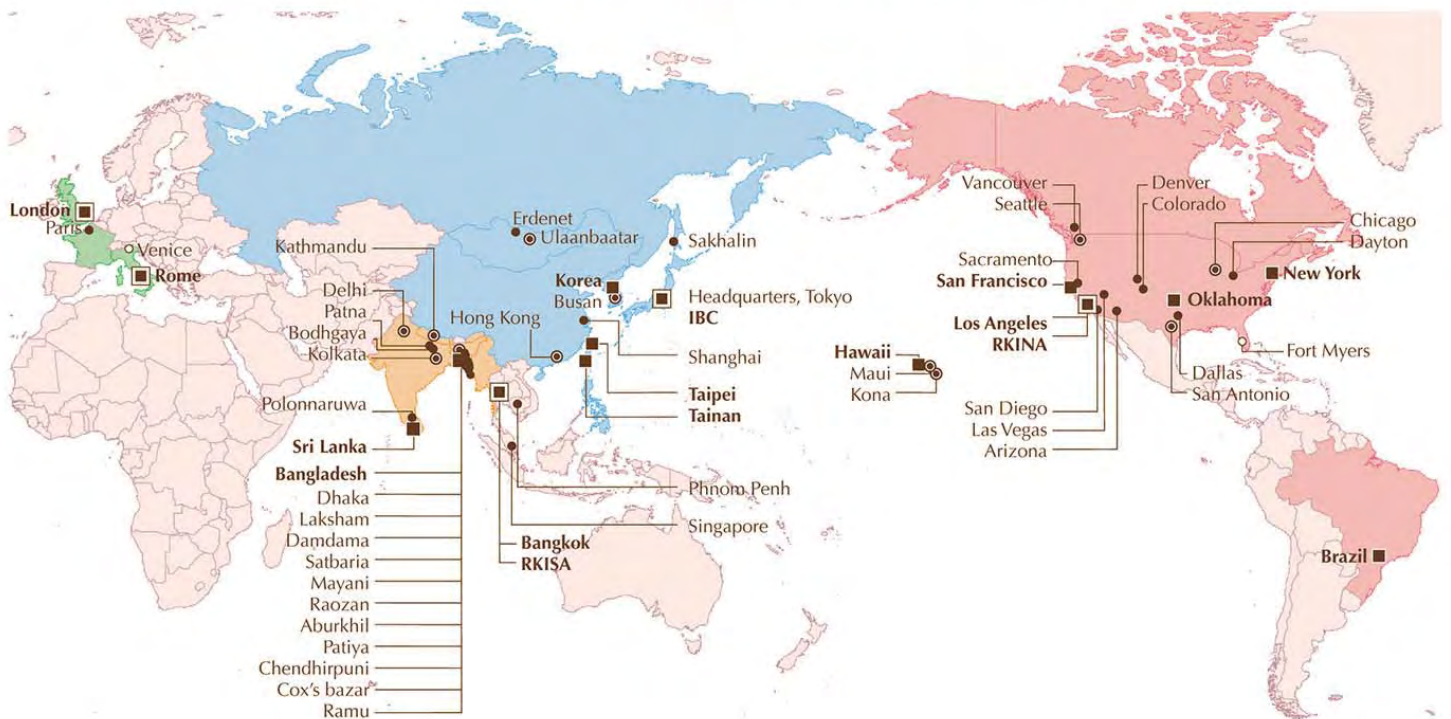 London
Paris
Venice
Rome
Kathmandu
Delhi
Patna
Bodhgaya
Kolkata
Polonnaruwa
Sri Lanka
Bangladesh
Dhaka
Laksham
Damdama
Satbaria
Mayani
Raozan
Aburkhil
Patiya
Chendhirpuni
Cox's bazar
Ramu
Erdenet
Ulaanbaatar
Sakhalin
Korea
Busan
Headquarters, Tokyo
IBC
Hong Kong
Shanghai
Taipei
Tainan
Phnom Penh
Singapore
Bangkok
RKISA
Hawaii
Maui
Kona
Vancouver
Seattle
Denver
Colorado
Chicago
Dayton
Sacramento
San Francisco
New York
Oklahoma
Los Angeles
RKINA
Fort Myers
Dallas
San Antonio
San Diego
Las Vegas
Arizona
Brazil